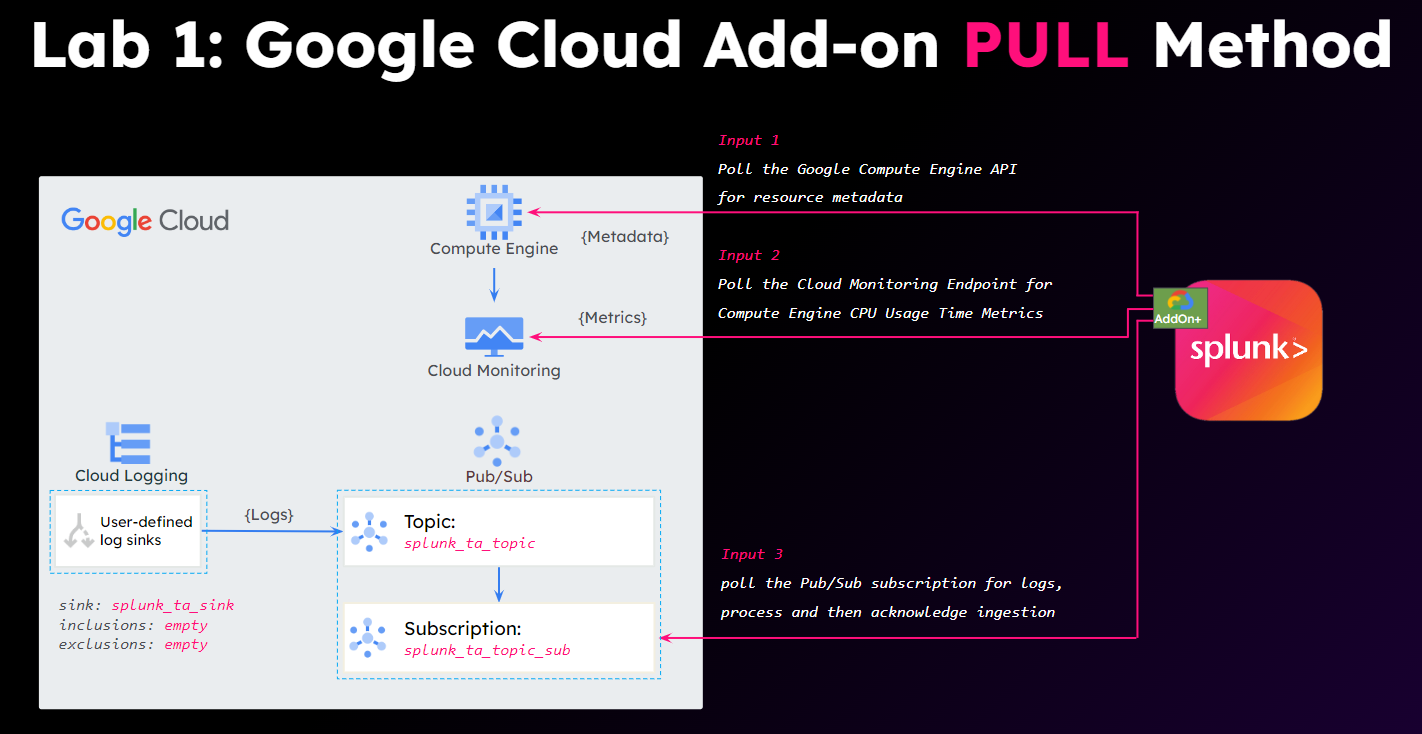 Lab 1: Google Cloud Add-on PULL Method
Input 1
Poll the Google Compute Engine API
for resource metadata
Google Cloud
{Metadata}
Compute Engine
Input 2
Poll the Cloud Monitoring Endpoint for
Compute Engine CPU Usage Time Metrics
{Metrics}
AddOn+
splunk>
Cloud Monitoring
Cloud Logging
Pub/Sub
User-defined
log sinks
{Logs}
Topic:
splunk_ta_topic
Input 3
poll the Pub/Sub subscription for logs,
process and then acknowledge ingestion
sink: splunk_ta_sink
inclusions: empty
exclusions: empty
Subscription:
splunk_ta_topic_sub